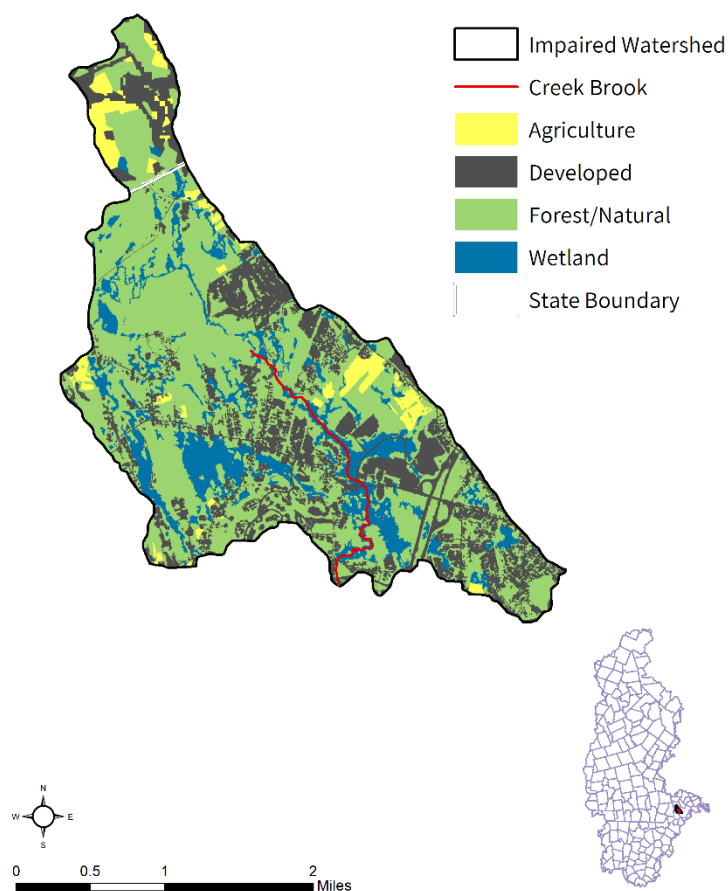 Impaired Watershed
Creek Brook
Agriculture
Developed
Forest/Natural
Wetland
State Boundary
N
W E
S
0 0.5 1 2
Miles